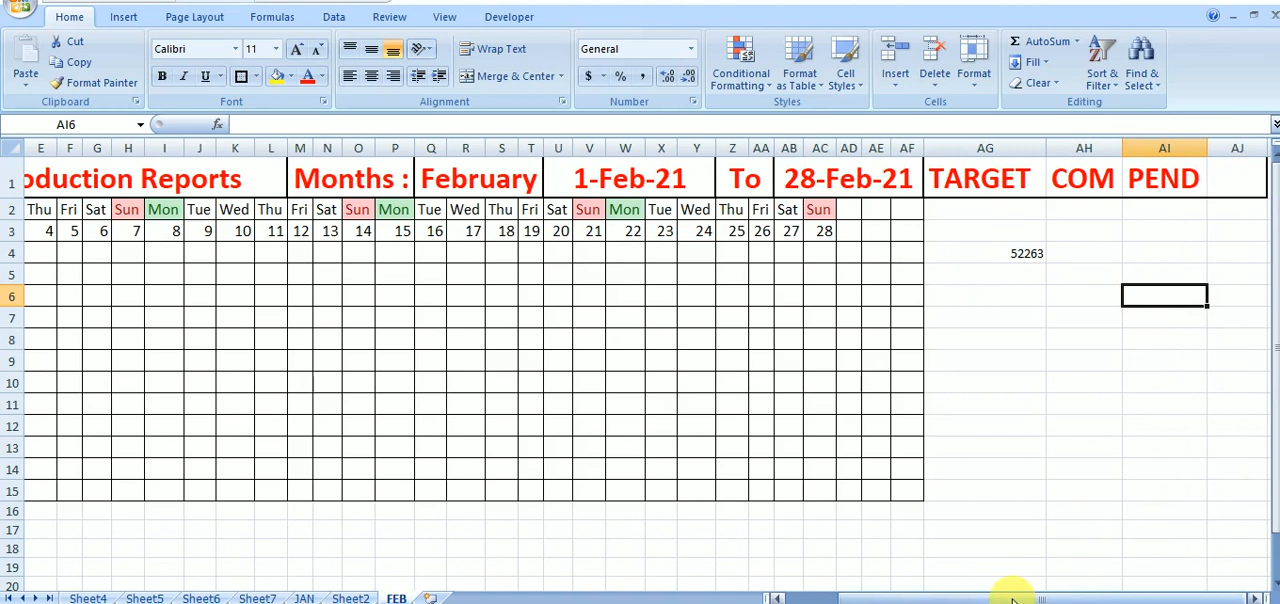 Home Insert Page Layout Formulas Data Review View Developer
Cut Calibri 11 A A Wrap Text General AutoSum
Copy Fill
Paste Format Painter B I U A Merge & Center $ % , .0 .00 .00 .0 Conditional Formatting Format as Table Cell Styles Insert Delete Format Clear Sort & Filter Find & Select
Clipboard Font Alignment Number Styles Cells Editing
AI6 fx
E F G H I J K L M N O P Q R S T U V W X Y Z AA AB AC AD AE AF AG AH AI AJ
1 oduction Reports Months : February 1-Feb-21 To 28-Feb-21 TARGET COM PEND
2 Thu Fri Sat Sun Mon Tue Wed Thu Fri Sat Sun Mon Tue Wed Thu Fri Sat Sun Mon Tue Wed Thu Fri Sat Sun
3 4 5 6 7 8 9 10 11 12 13 14 15 16 17 18 19 20 21 22 23 24 25 26 27 28
4 52263
5
6
7
8
9
10
11
12
13
14
15
16
17
18
19
20
Sheet4 Sheet5 Sheet6 Sheet7 JAN Sheet2 FEB